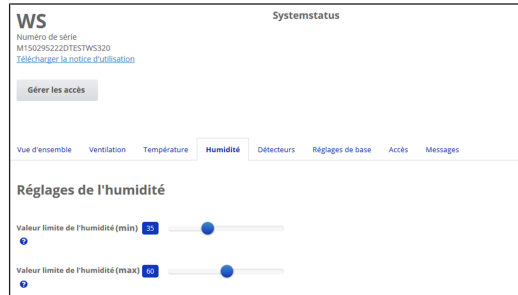 WS
Systemstatus
Numéro de série
M150295222DTESTWS320
Télécharger la notice d'utilisation
Gérer les accès
Vue d'ensemble Ventilation Température Humidité Détecteurs Réglages de base Accès Messages
Réglages de l'humidité
Valeur limite de l'humidité (min) 35
?
Valeur limite de l'humidité (max) 60
?